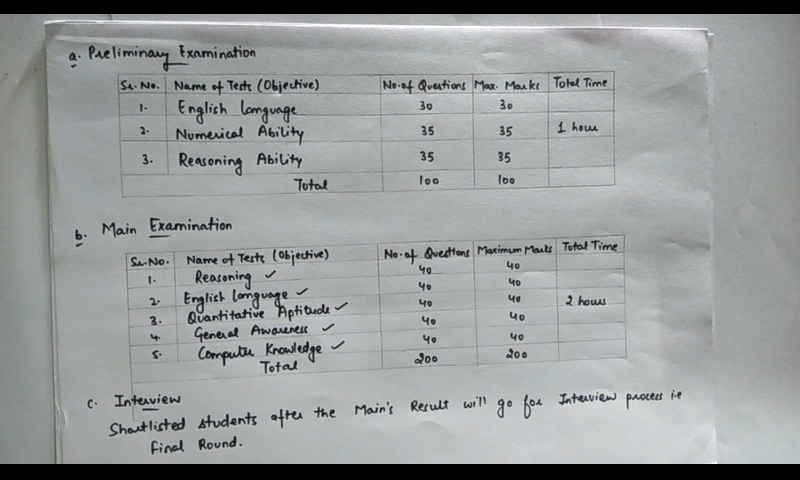 a. Preliminary Examination
Sr. No. Name of Tests (Objective) No. of Questions Max. Marks Total Time
1. English Language 30 30
2. Numerical Ability 35 35 1 hour
3. Reasoning Ability 35 35
Total 100 100
b. Main Examination
Sr. No. Name of Tests (Objective) No. of Questions Maximum Marks Total Time
1. Reasoning ✓ 40 40
2. English Language ✓ 40 40
3. Quantitative Aptitude ✓ 40 40 2 hours
4. General Awareness ✓ 40 40
5. Computer Knowledge ✓ 40 40
Total 200 200
c. Interview
Shortlisted students after the Main's Result will go for Interview process i.e
Final Round.